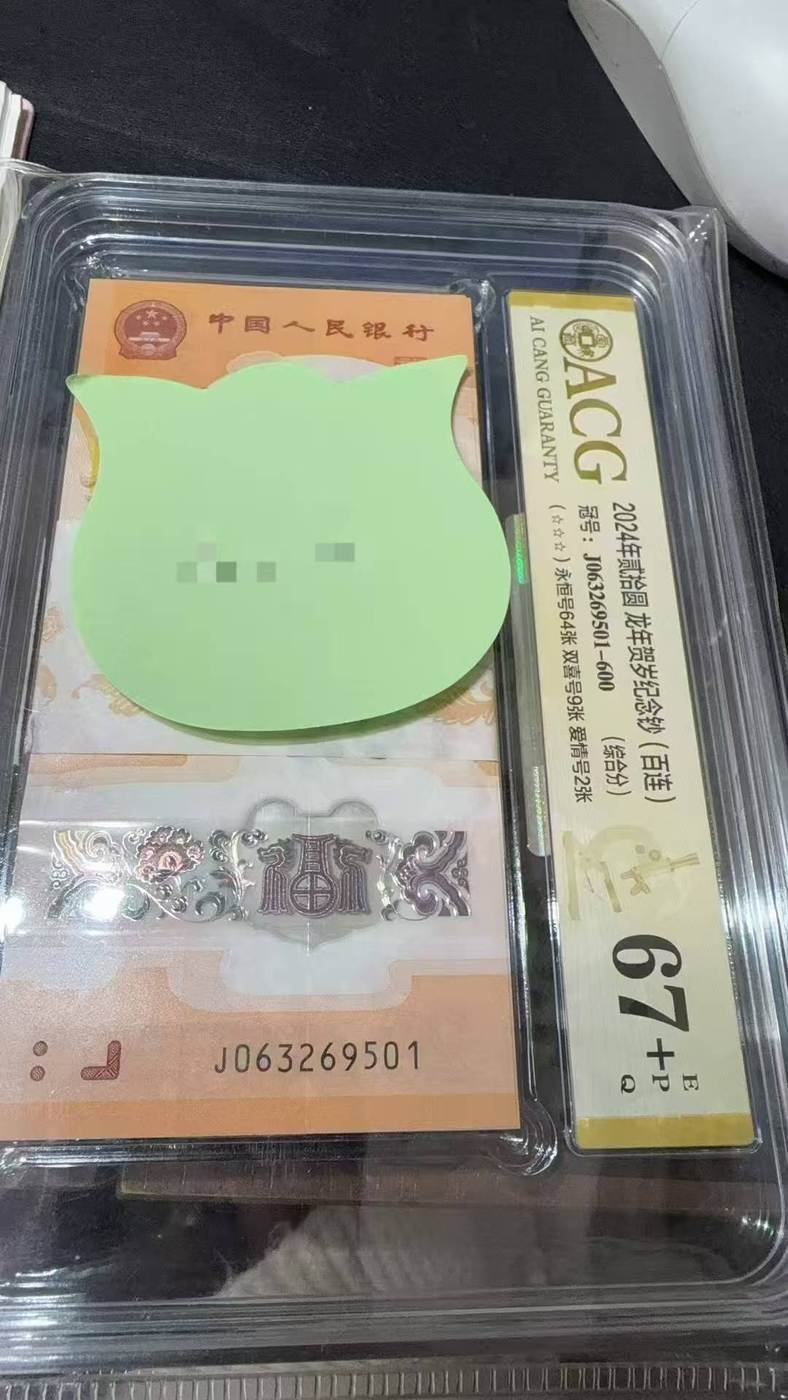 中国人民银行
J063269501
ACG
AI CANG GUARANTY
2024年贰拾圆 龙年贺岁纪念钞（百连）
冠号：J063269501-600 （综合分）
（☆☆☆）永恒号64张 双喜号9张 爱情号2张
67+
E
P
Q